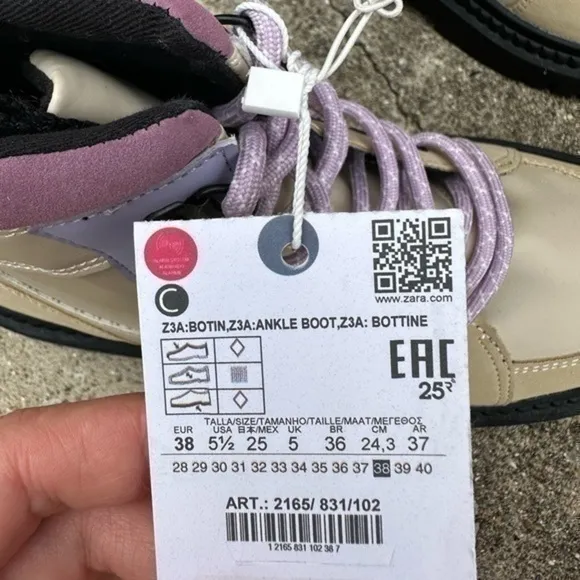 C
www.zara.com
Z3A:BOTIN,Z3A:ANKLE BOOT,Z3A: BOTTINE
EAC
TALLA/SIZE/TAMANHO/TAILLE/MAAT/ΜΕΓΕΘΟΣ
EUR USA 日本/MEX UK BR CM AR
38 5½ 25 5 36 24,3 37
28 29 30 31 32 33 34 35 36 37 38 39 40
ART.: 2165/ 831/102
1 2165 831 102 38 7